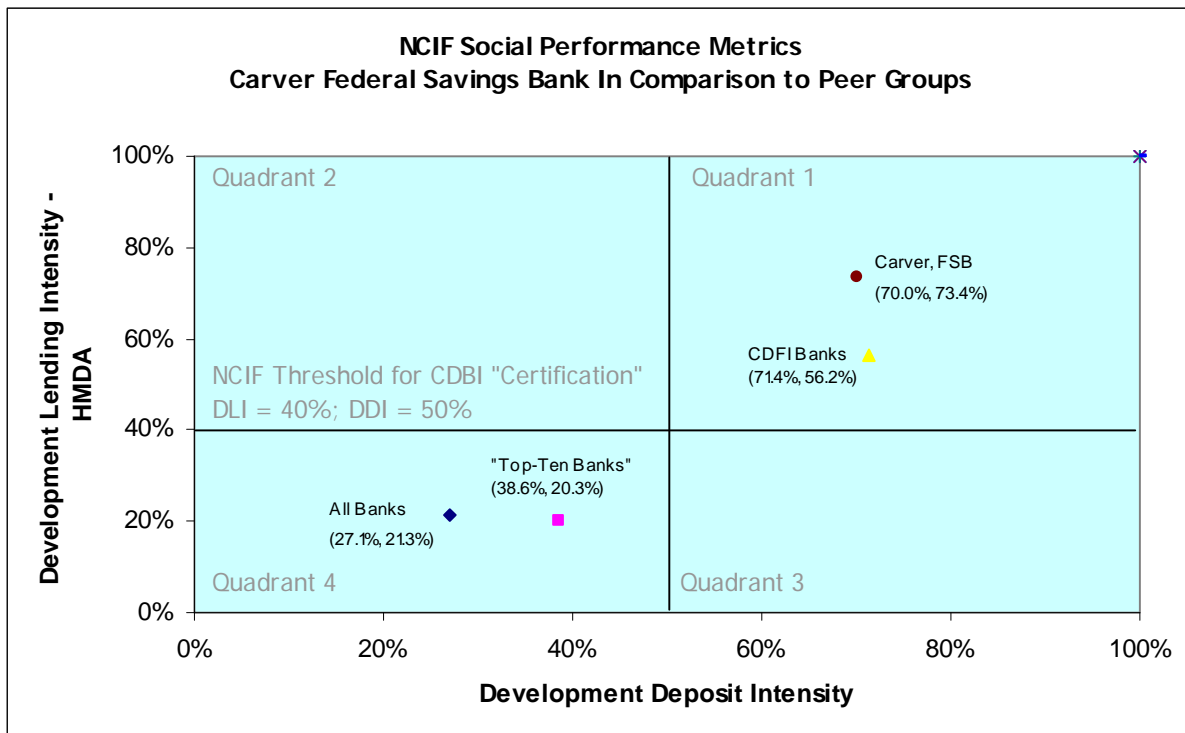 NCIF Social Performance Metrics
Carver Federal Savings Bank In Comparison to Peer Groups
Development Lending Intensity -
HMDA
100%
80%
60%
40%
20%
0%
Quadrant 2
Quadrant 1
Carver, FSB
(70.0%, 73.4%)
CDFI Banks
(71.4%, 56.2%)
NCIF Threshold for CDBI "Certification"
DLI = 40%; DDI = 50%
"Top-Ten Banks"
(38.6%, 20.3%)
All Banks
(27.1%, 21.3%)
Quadrant 4
Quadrant 3
0%
20%
40%
60%
80%
100%
Development Deposit Intensity